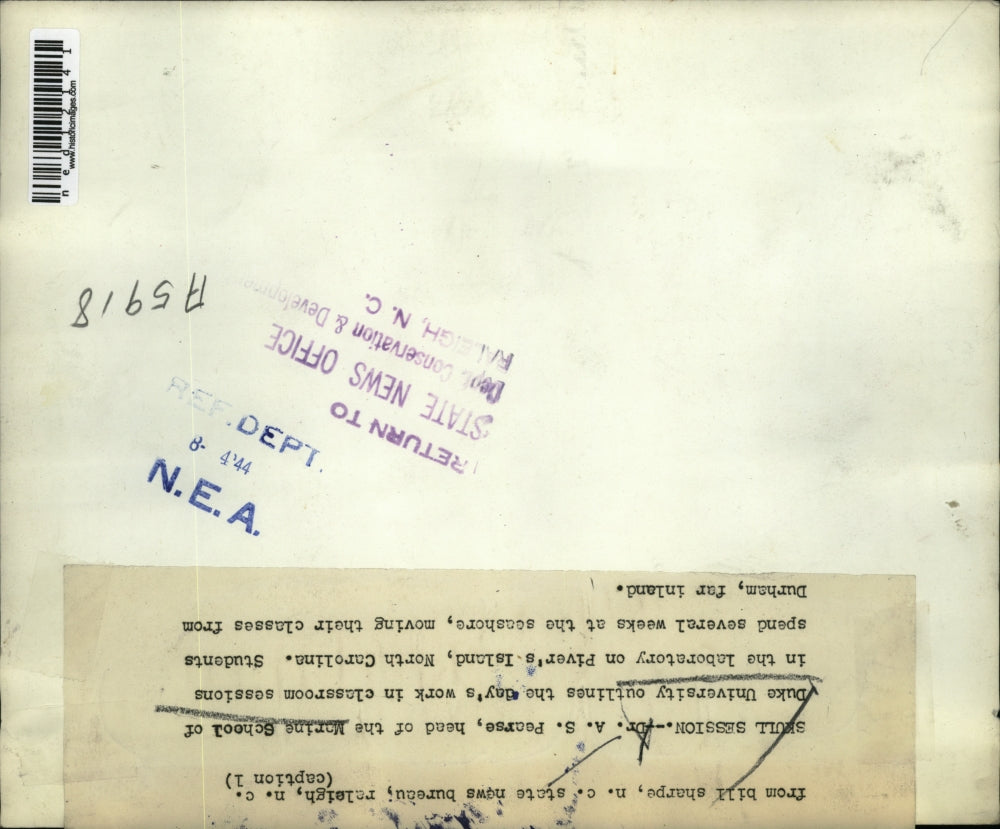 ned12141
www.historicimages.com
A5918
RETURN TO
STATE NEWS OFFICE
Dept. Conservation & Development
RALEIGH, N. C.
REF. DEPT.
8- 4'44
N.E.A.
from bill sharpe, n. c. state news bureau, raleigh, n. c.
(caption 1)
SKULL SESSION.--Dr. A. S. Pearse, head of the Marine School of
Duke University outlines the day's work in classroom sessions
in the laboratory on Piver's Island, North Carolina. Students
spend several weeks at the seashore, moving their classes from
Durham, far inland.